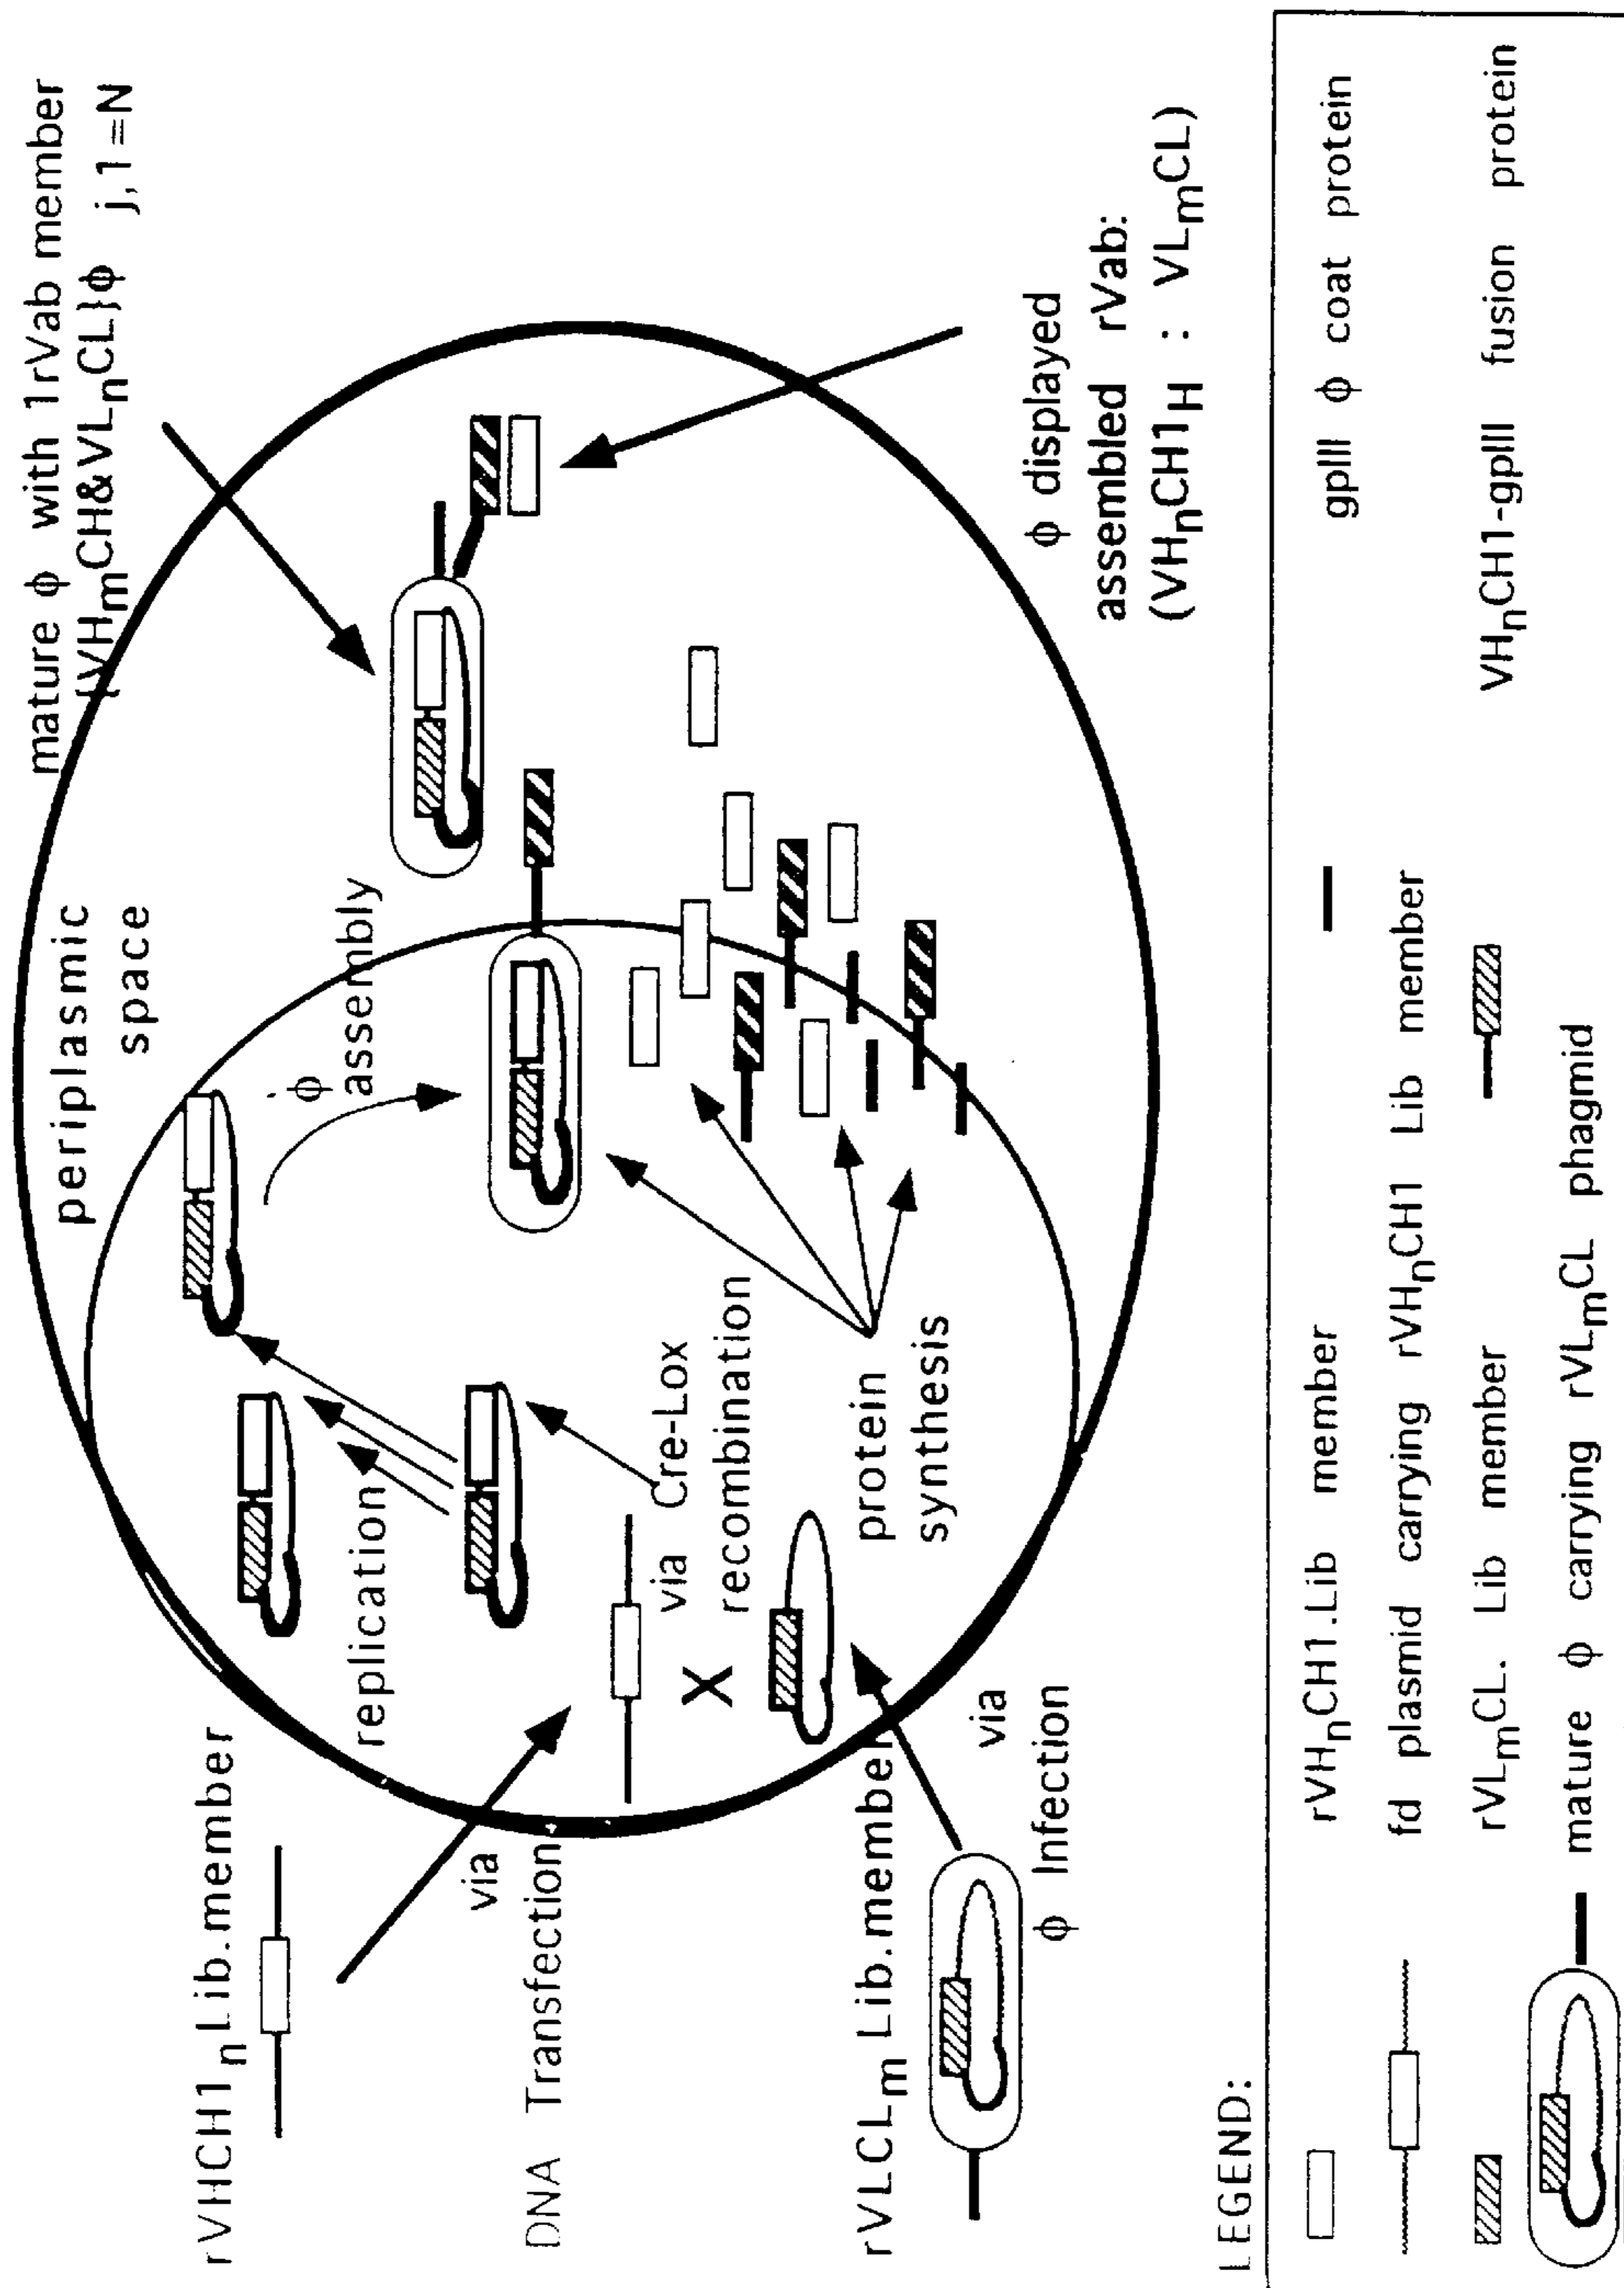 mature ϕ with 1rVab member
{VHmCH&VLnCL}ϕ j,1=N
periplasmic
space
rVHCH1n Lib.member
via
DNA Transfection
replication
ϕ
assembly
via Cre-Lox
recombination
X
protein
synthesis
rVLCLm Lib.member
via
ϕ Infection
ϕ displayed
assembled rVab:
(VHnCH1H : VLmCL)
LEGEND:
rVHnCH1.Lib member
gpIII ϕ coat protein
fd plasmid carrying rVHnCH1 Lib member
rVLmCL. Lib member
VHnCH1-gpIII fusion protein
mature ϕ carrying rVLmCL phagmid